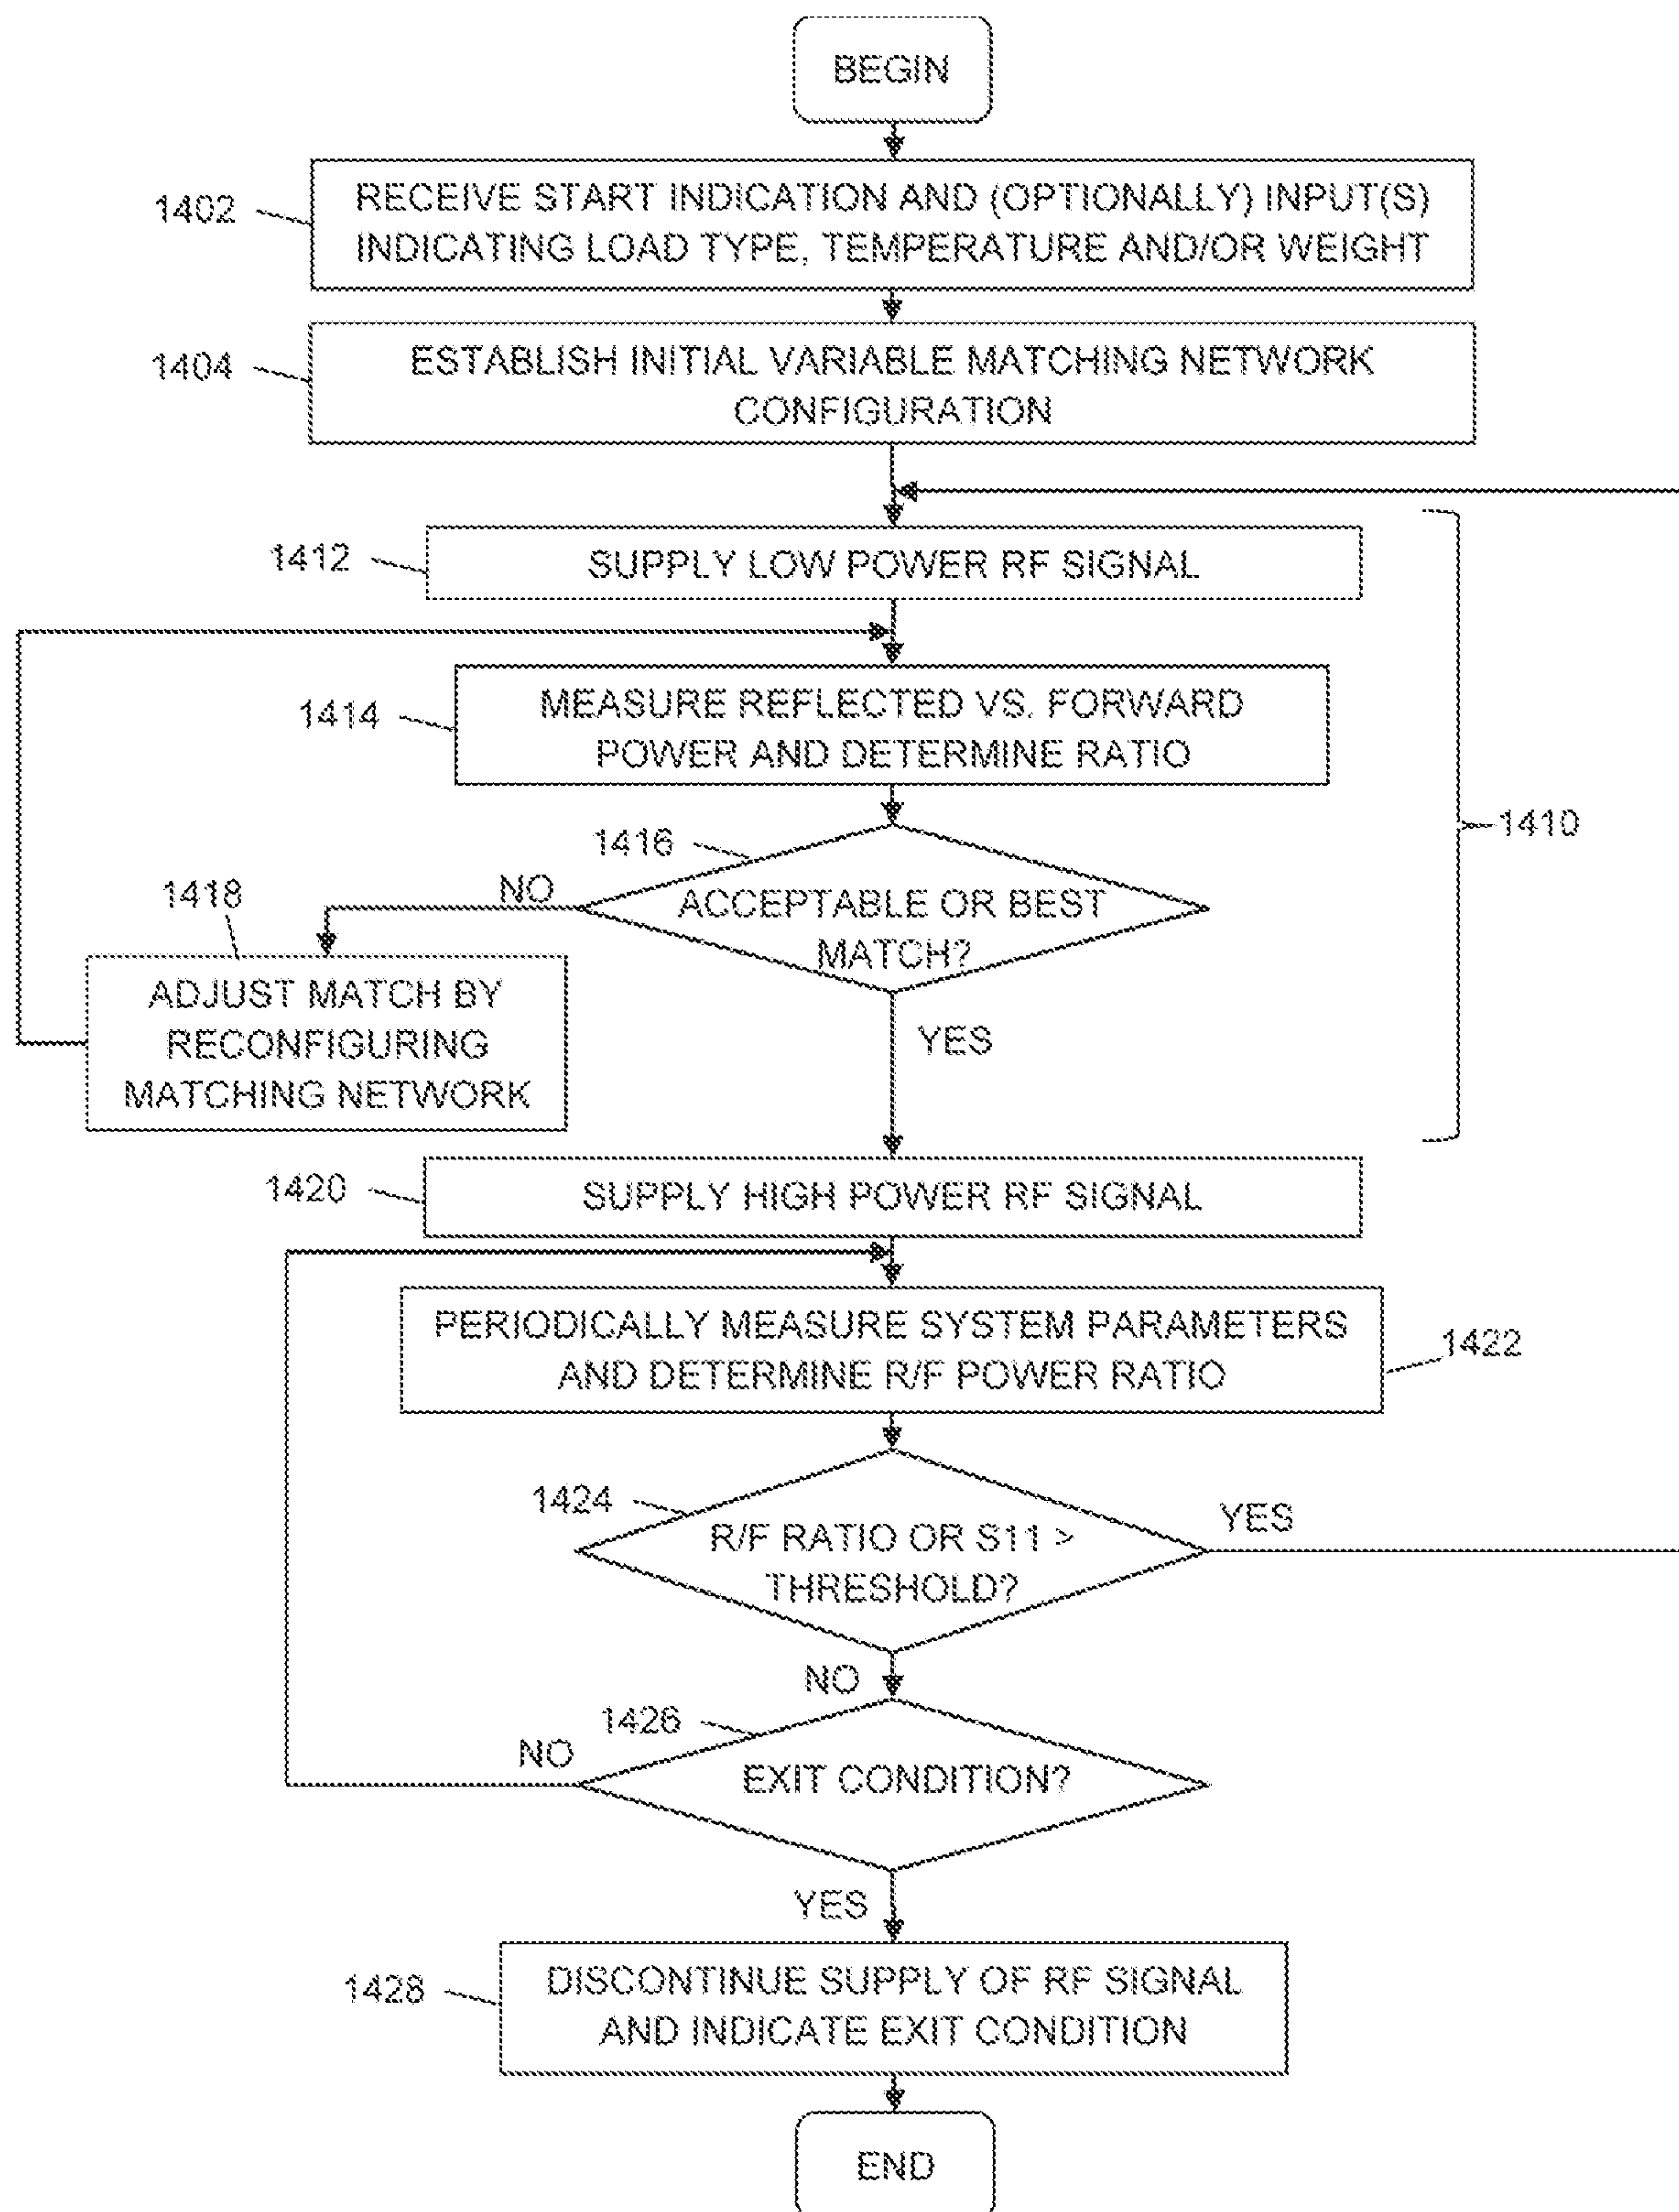 BEGIN
1402
RECEIVE START INDICATION AND (OPTIONALLY) INPUT(S)
INDICATING LOAD TYPE, TEMPERATURE AND/OR WEIGHT
1404
ESTABLISH INITIAL VARIABLE MATCHING NETWORK
CONFIGURATION
1412
SUPPLY LOW POWER RF SIGNAL
1414
MEASURE REFLECTED VS. FORWARD
POWER AND DETERMINE RATIO
1410
1416
ACCEPTABLE OR BEST
MATCH?
NO
1418
ADJUST MATCH BY
RECONFIGURING
MATCHING NETWORK
YES
1420
SUPPLY HIGH POWER RF SIGNAL
PERIODICALLY MEASURE SYSTEM PARAMETERS
AND DETERMINE R/F POWER RATIO
1422
1424
R/F RATIO OR S11 >
THRESHOLD?
YES
NO
1426
NO
EXIT CONDITION?
YES
1428
DISCONTINUE SUPPLY OF RF SIGNAL
AND INDICATE EXIT CONDITION
END